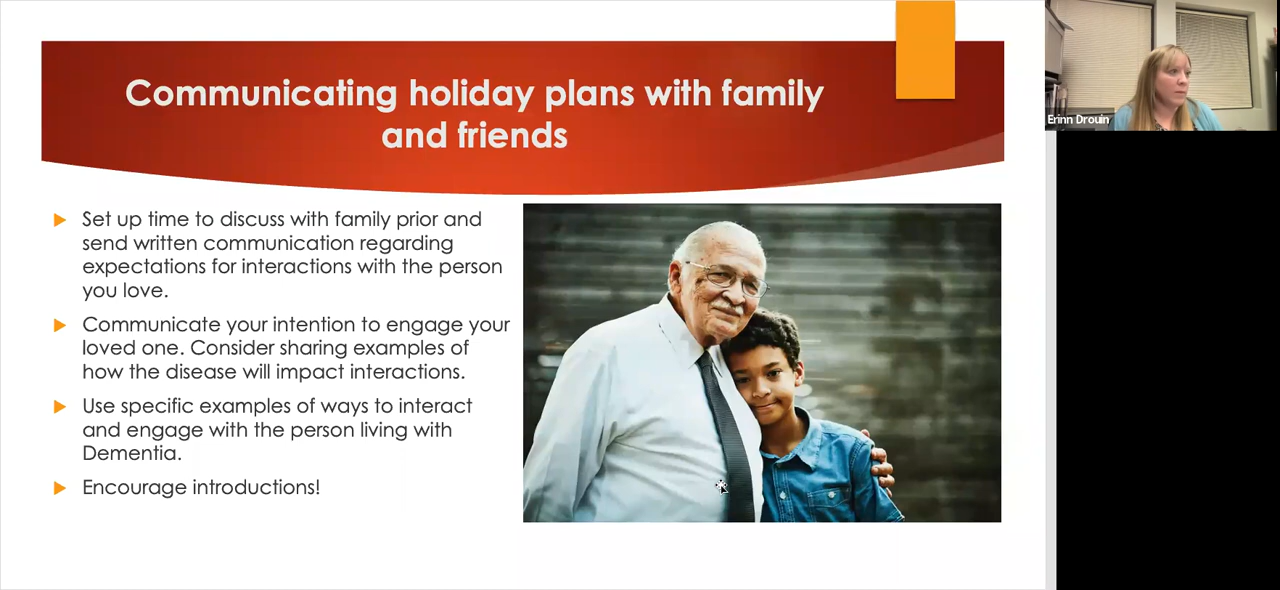 Communicating holiday plans with family
and friends
Set up time to discuss with family prior and
send written communication regarding
expectations for interactions with the person
you love.
Communicate your intention to engage your
loved one. Consider sharing examples of
how the disease will impact interactions.
Use specific examples of ways to interact
and engage with the person living with
Dementia.
Encourage introductions!
Erinn Drouin